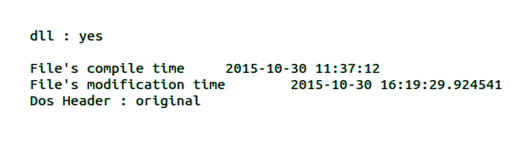 dll : yes
File's compile time 2015-10-30 11:37:12
File's modification time 2015-10-30 16:19:29.924541
Dos Header : original